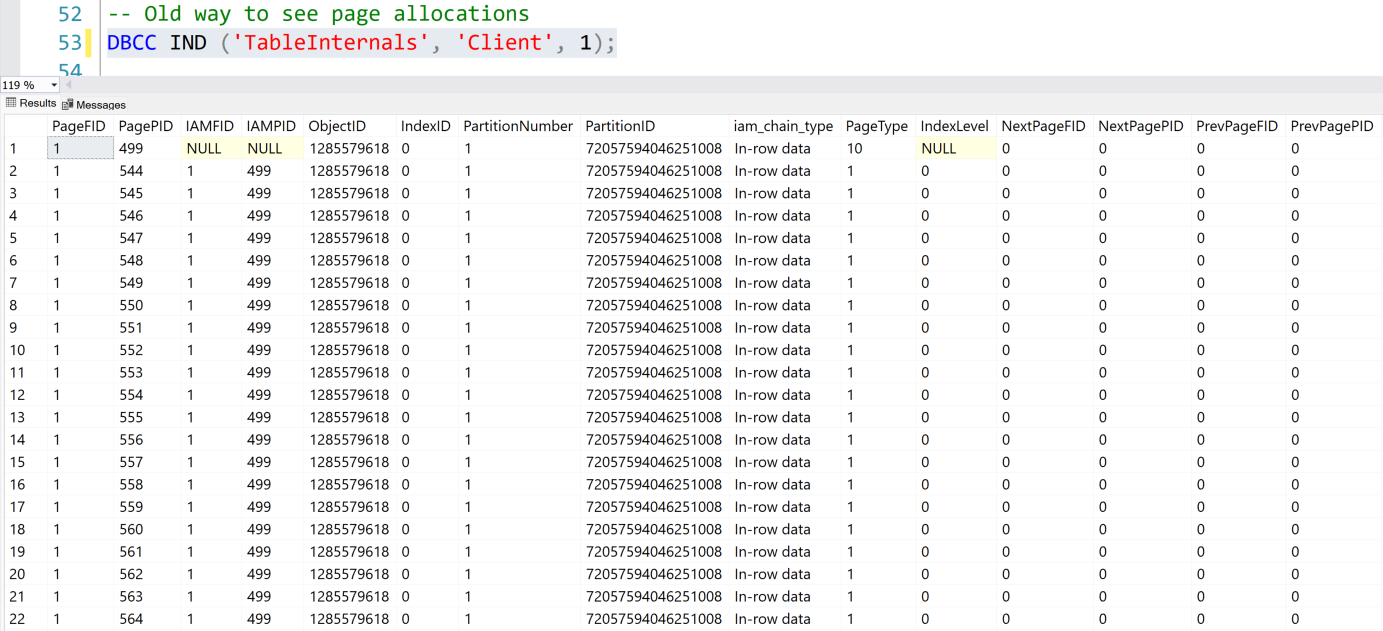 52 -- Old way to see page allocations
53 DBCC IND ('TableInternals', 'Client', 1);
54
119 %
Results Messages
PageFID PagePID IAMFID IAMPID ObjectID IndexID PartitionNumber PartitionID iam_chain_type PageType IndexLevel NextPageFID NextPagePID PrevPageFID PrevPagePID
1 1 499 NULL NULL 1285579618 0 1 72057594046251008 In-row data 10 NULL 0 0 0 0
2 1 544 1 499 1285579618 0 1 72057594046251008 In-row data 1 0 0 0 0 0
3 1 545 1 499 1285579618 0 1 72057594046251008 In-row data 1 0 0 0 0 0
4 1 546 1 499 1285579618 0 1 72057594046251008 In-row data 1 0 0 0 0 0
5 1 547 1 499 1285579618 0 1 72057594046251008 In-row data 1 0 0 0 0 0
6 1 548 1 499 1285579618 0 1 72057594046251008 In-row data 1 0 0 0 0 0
7 1 549 1 499 1285579618 0 1 72057594046251008 In-row data 1 0 0 0 0 0
8 1 550 1 499 1285579618 0 1 72057594046251008 In-row data 1 0 0 0 0 0
9 1 551 1 499 1285579618 0 1 72057594046251008 In-row data 1 0 0 0 0 0
10 1 552 1 499 1285579618 0 1 72057594046251008 In-row data 1 0 0 0 0 0
11 1 553 1 499 1285579618 0 1 72057594046251008 In-row data 1 0 0 0 0 0
12 1 554 1 499 1285579618 0 1 72057594046251008 In-row data 1 0 0 0 0 0
13 1 555 1 499 1285579618 0 1 72057594046251008 In-row data 1 0 0 0 0 0
14 1 556 1 499 1285579618 0 1 72057594046251008 In-row data 1 0 0 0 0 0
15 1 557 1 499 1285579618 0 1 72057594046251008 In-row data 1 0 0 0 0 0
16 1 558 1 499 1285579618 0 1 72057594046251008 In-row data 1 0 0 0 0 0
17 1 559 1 499 1285579618 0 1 72057594046251008 In-row data 1 0 0 0 0 0
18 1 560 1 499 1285579618 0 1 72057594046251008 In-row data 1 0 0 0 0 0
19 1 561 1 499 1285579618 0 1 72057594046251008 In-row data 1 0 0 0 0 0
20 1 562 1 499 1285579618 0 1 72057594046251008 In-row data 1 0 0 0 0 0
21 1 563 1 499 1285579618 0 1 72057594046251008 In-row data 1 0 0 0 0 0
22 1 564 1 499 1285579618 0 1 72057594046251008 In-row data 1 0 0 0 0 0